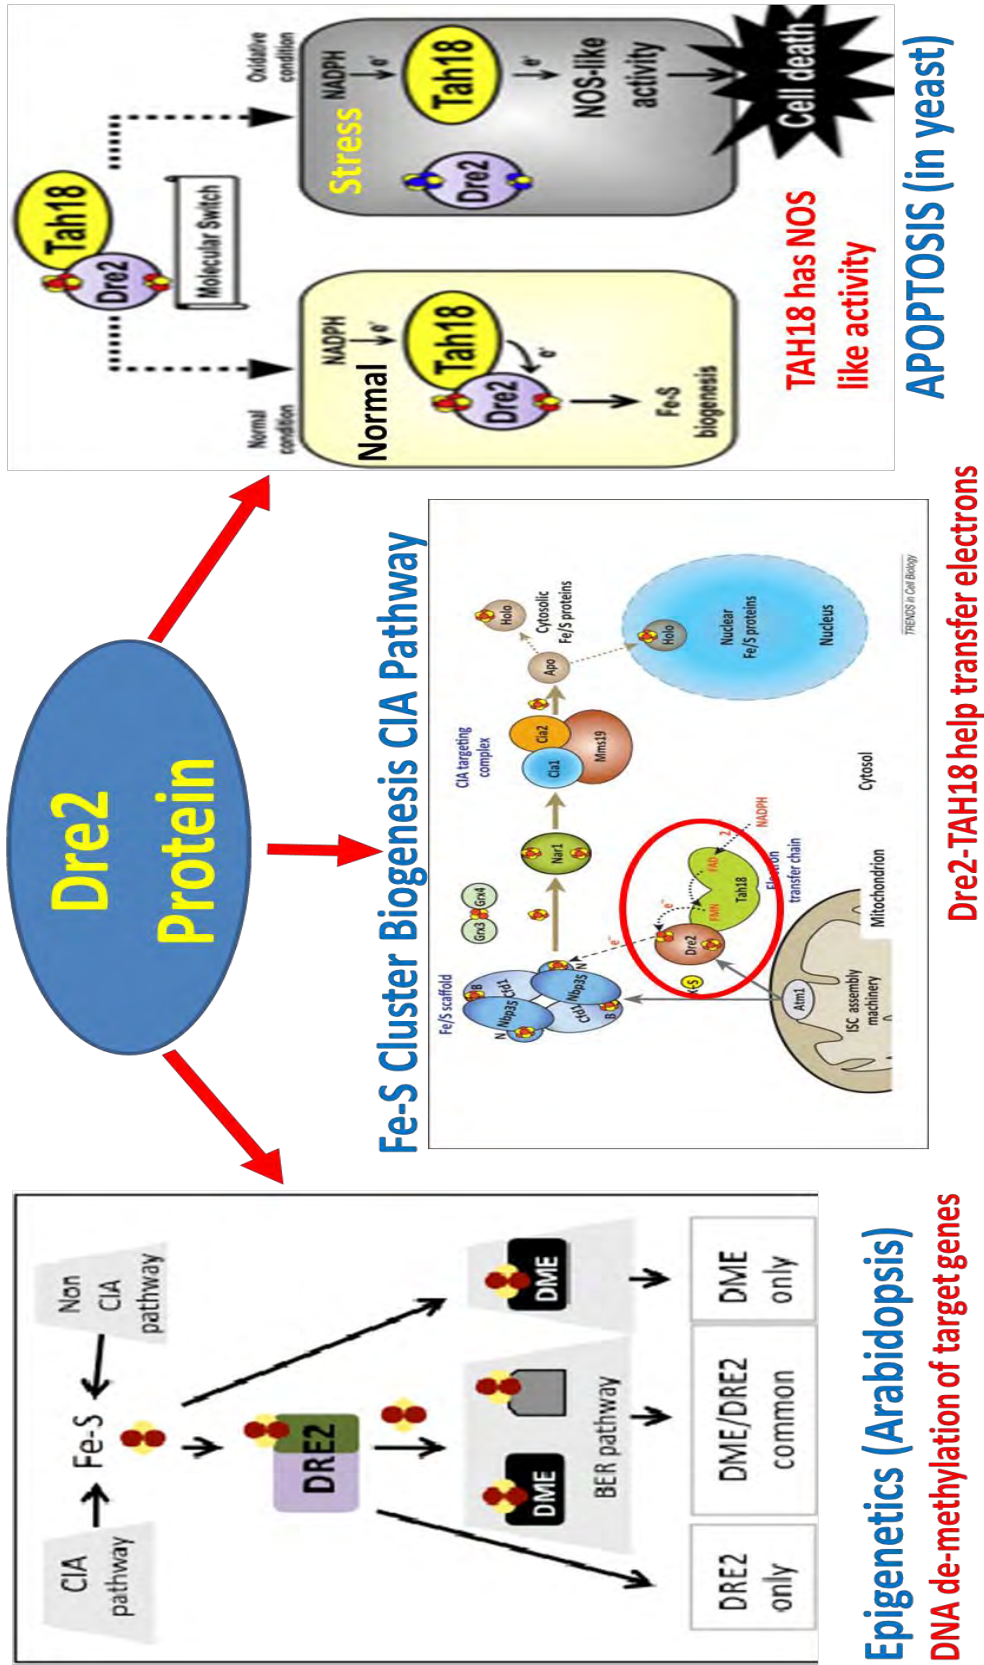 Dre2
Protein
CIA
pathway
Non
CIA
pathway
Fe-S
DRE2
DME
BER pathway
DME
DRE2
only
DME/DRE2
common
DME
only
Epigenetics (Arabidopsis)
DNA de-methylation of target genes
Fe-S Cluster Biogenesis CIA Pathway
Fe/S scaffold
N
Nbp35
Cfd1
B
Cfd1
Nbp35
N
B
Grx3
Grx4
Nar1
CIA targeting
complex
Cia1
Cia2
Mms19
Apo
Holo
Cytosolic
Fe/S proteins
Holo
Nuclear
Fe/S proteins
Nucleus
e-
Dre2
e-
FMN
FAD
Tah18
2
NADPH
Electron
transfer chain
Atm1
ISC assembly
machinery
Mitochondrion
Cytosol
TRENDS in Cell Biology
Dre2-TAH18 help transfer electrons
Tah18
Dre2
Molecular Switch
Normal
condition
Oxidative
condition
NADPH
e-
Normal
Tah18
Dre2
e-
Fe-S
biogenesis
Stress
NADPH
e-
Tah18
Dre2
e-
NOS-like
activity
Cell death
TAH18 has NOS
like activity
APOPTOSIS (in yeast)